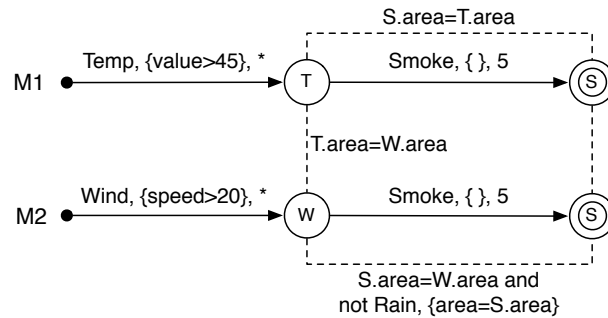 S.area=T.area
Temp, {value>45}, *
Smoke, { }, 5
M1
T
S
T.area=W.area
Wind, {speed>20}, *
Smoke, { }, 5
M2
W
S
S.area=W.area and
not Rain, {area=S.area}